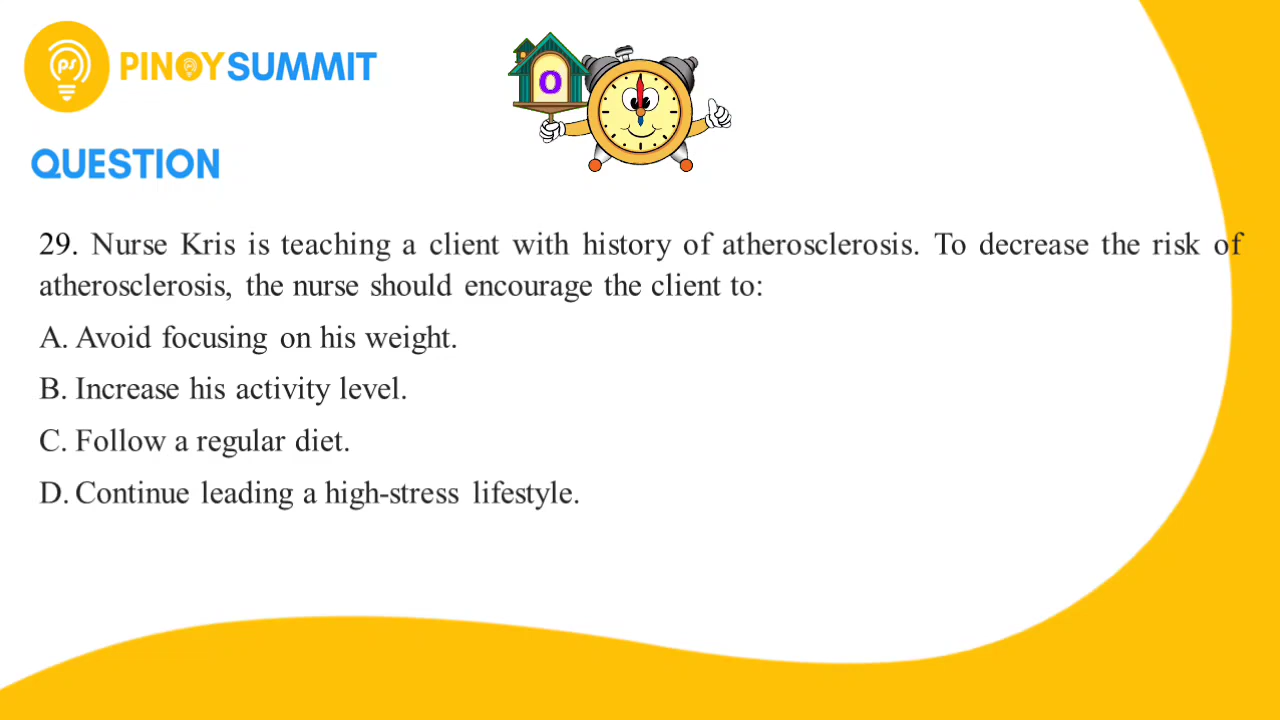 PINOYSUMMIT
O
QUESTION
29. Nurse Kris is teaching a client with history of atherosclerosis. To decrease the risk of
atherosclerosis, the nurse should encourage the client to:
A. Avoid focusing on his weight.
B. Increase his activity level.
C. Follow a regular diet.
D. Continue leading a high-stress lifestyle.